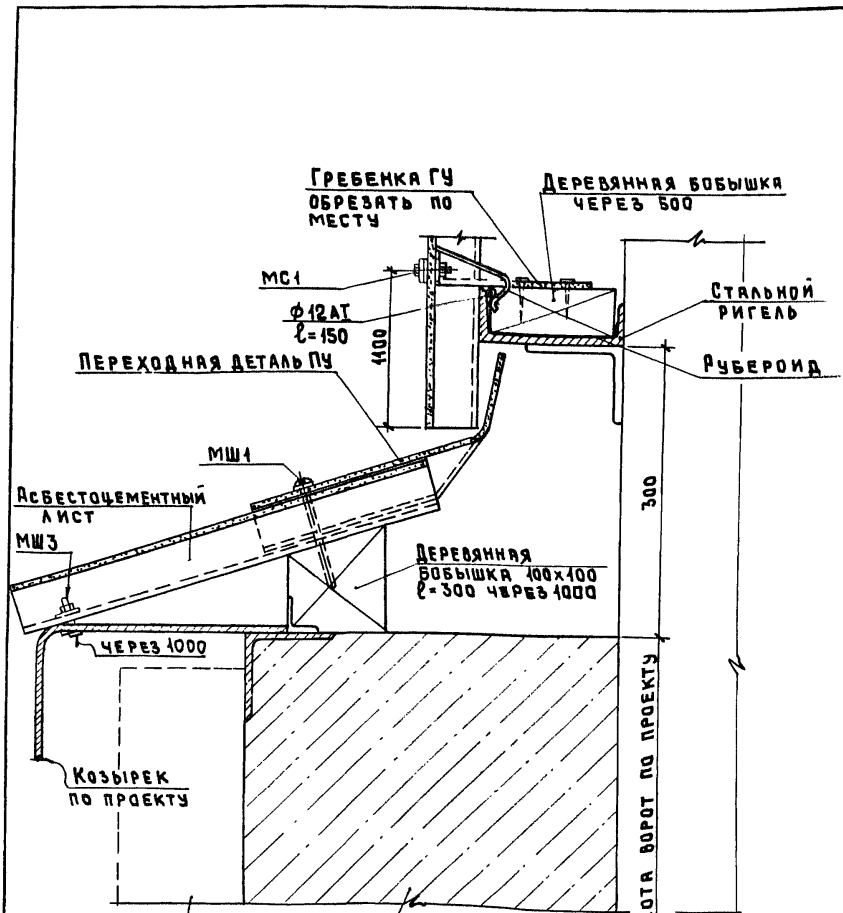 ГРЕБЕНКА ГУ
ОБРЕЗАТЬ ПО
МЕСТУ
ДЕРЕВЯННАЯ БОБЫШКА
ЧЕРЕЗ 500
МС1
Ф12АI
ℓ=150
1100
СТАЛЬНОЙ
РИГЕЛЬ
РУБЕРОИД
ПЕРЕХОДНАЯ ДЕТАЛЬ ПУ
МШ1
АСБЕСТОЦЕМЕНТНЫЙ
ЛИСТ
МШ3
300
ДЕРЕВЯННАЯ
БОБЫШКА 100х100
ℓ=300 ЧЕРЕЗ 1000
ЧЕРЕЗ 1000
КОЗЫРЕК
ПО ПРОЕКТУ
ОТА ВОРОТ ПО ПРОЕКТУ